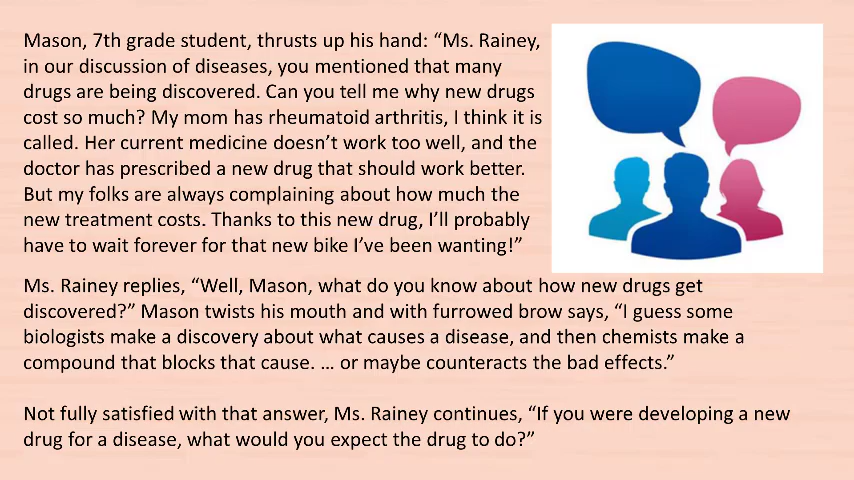 Mason, 7th grade student, thrusts up his hand: “Ms. Rainey,
in our discussion of diseases, you mentioned that many
drugs are being discovered. Can you tell me why new drugs
cost so much? My mom has rheumatoid arthritis, I think it is
called. Her current medicine doesn’t work too well, and the
doctor has prescribed a new drug that should work better.
But my folks are always complaining about how much the
new treatment costs. Thanks to this new drug, I’ll probably
have to wait forever for that new bike I’ve been wanting!”
Ms. Rainey replies, “Well, Mason, what do you know about how new drugs get
discovered?” Mason twists his mouth and with furrowed brow says, “I guess some
biologists make a discovery about what causes a disease, and then chemists make a
compound that blocks that cause. … or maybe counteracts the bad effects.”
Not fully satisfied with that answer, Ms. Rainey continues, “If you were developing a new
drug for a disease, what would you expect the drug to do?”